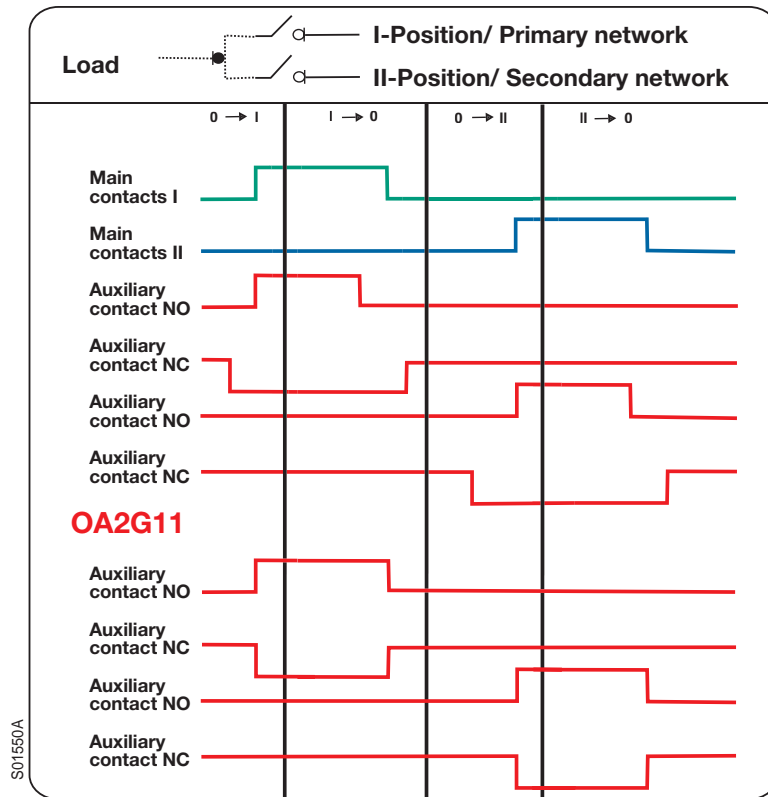 I-Position/ Primary network
Load
II-Position/ Secondary network
0 → I
I → 0
0 → II
II → 0
Main
contacts I
Main
contacts II
Auxiliary
contact NO
Auxiliary
contact NC
Auxiliary
contact NO
Auxiliary
contact NC
OA2G11
Auxiliary
contact NO
Auxiliary
contact NC
Auxiliary
contact NO
Auxiliary
contact NC
S01550A